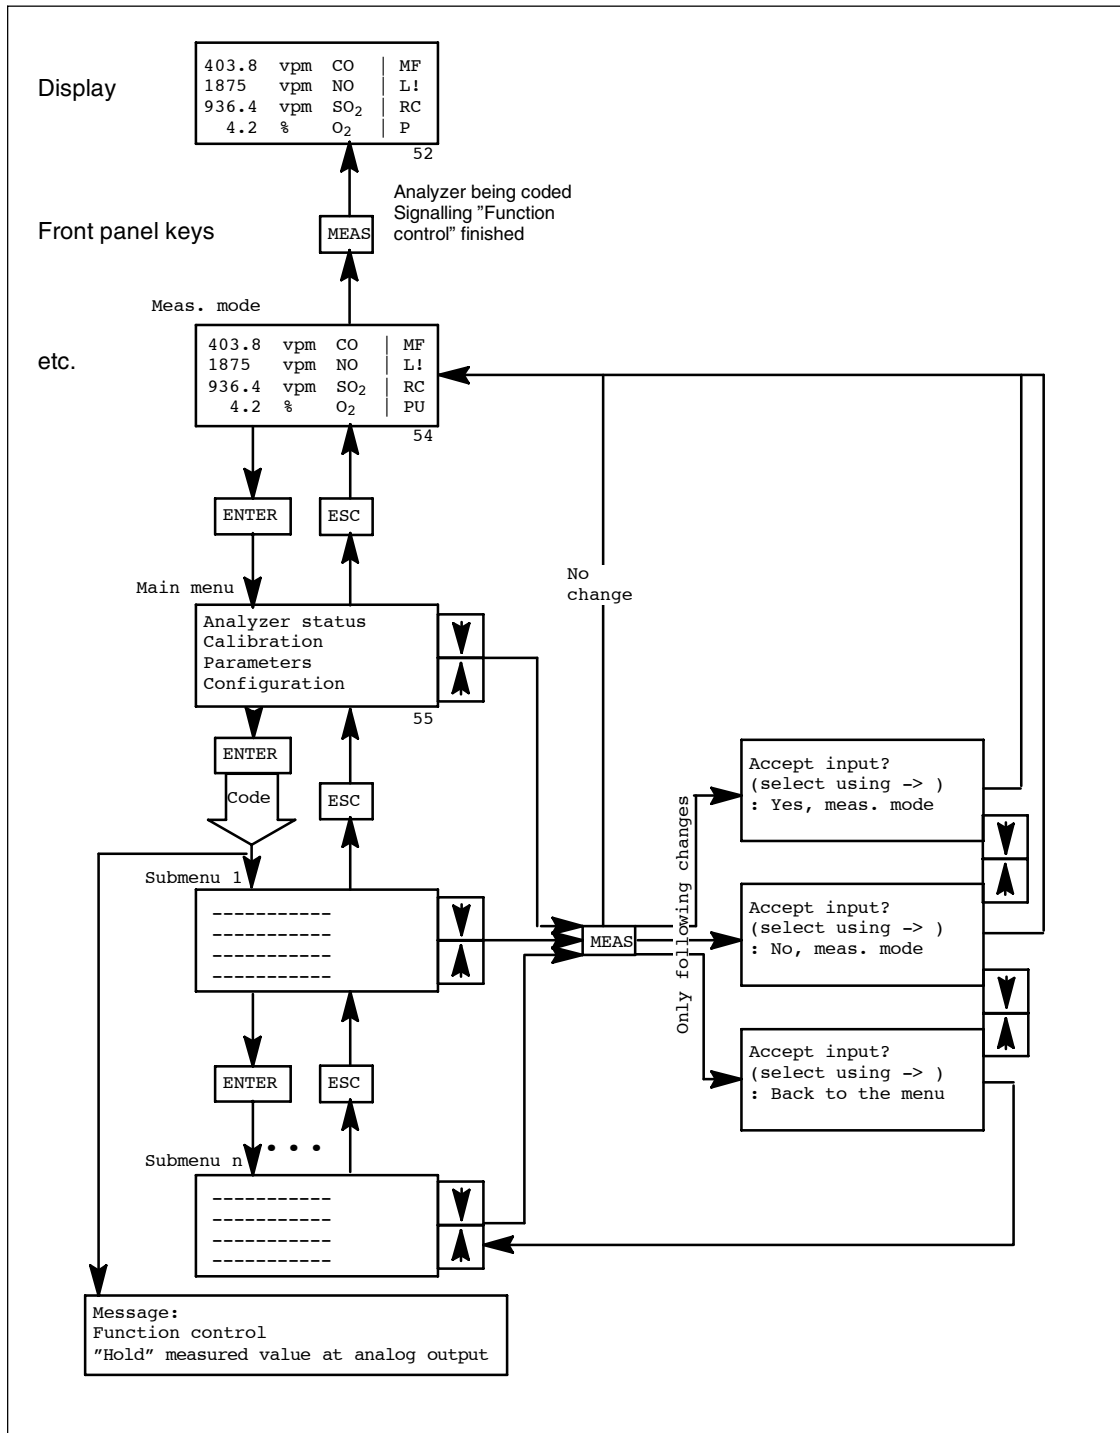 Display
403.8 vpm CO | MF
1875 vpm NO | L!
936.4 vpm SO2 | RC
4.2 % O2 | P
52
Analyzer being coded
Signalling ”Function
control” finished
Front panel keys
MEAS
Meas. mode
etc.
403.8 vpm CO | MF
1875 vpm NO | L!
936.4 vpm SO2 | RC
4.2 % O2 | PU
54
ENTER
ESC
No
change
Main menu
Analyzer status
Calibration
Parameters
Configuration
55
ENTER
Code
ESC
Submenu 1
-----------
-----------
-----------
-----------
MEAS
Only following changes
Accept input?
(select using -> )
: Yes, meas. mode
Accept input?
(select using -> )
: No, meas. mode
Accept input?
(select using -> )
: Back to the menu
ENTER
ESC
• • •
Submenu n
-----------
-----------
-----------
-----------
Message:
Function control
”Hold” measured value at analog output